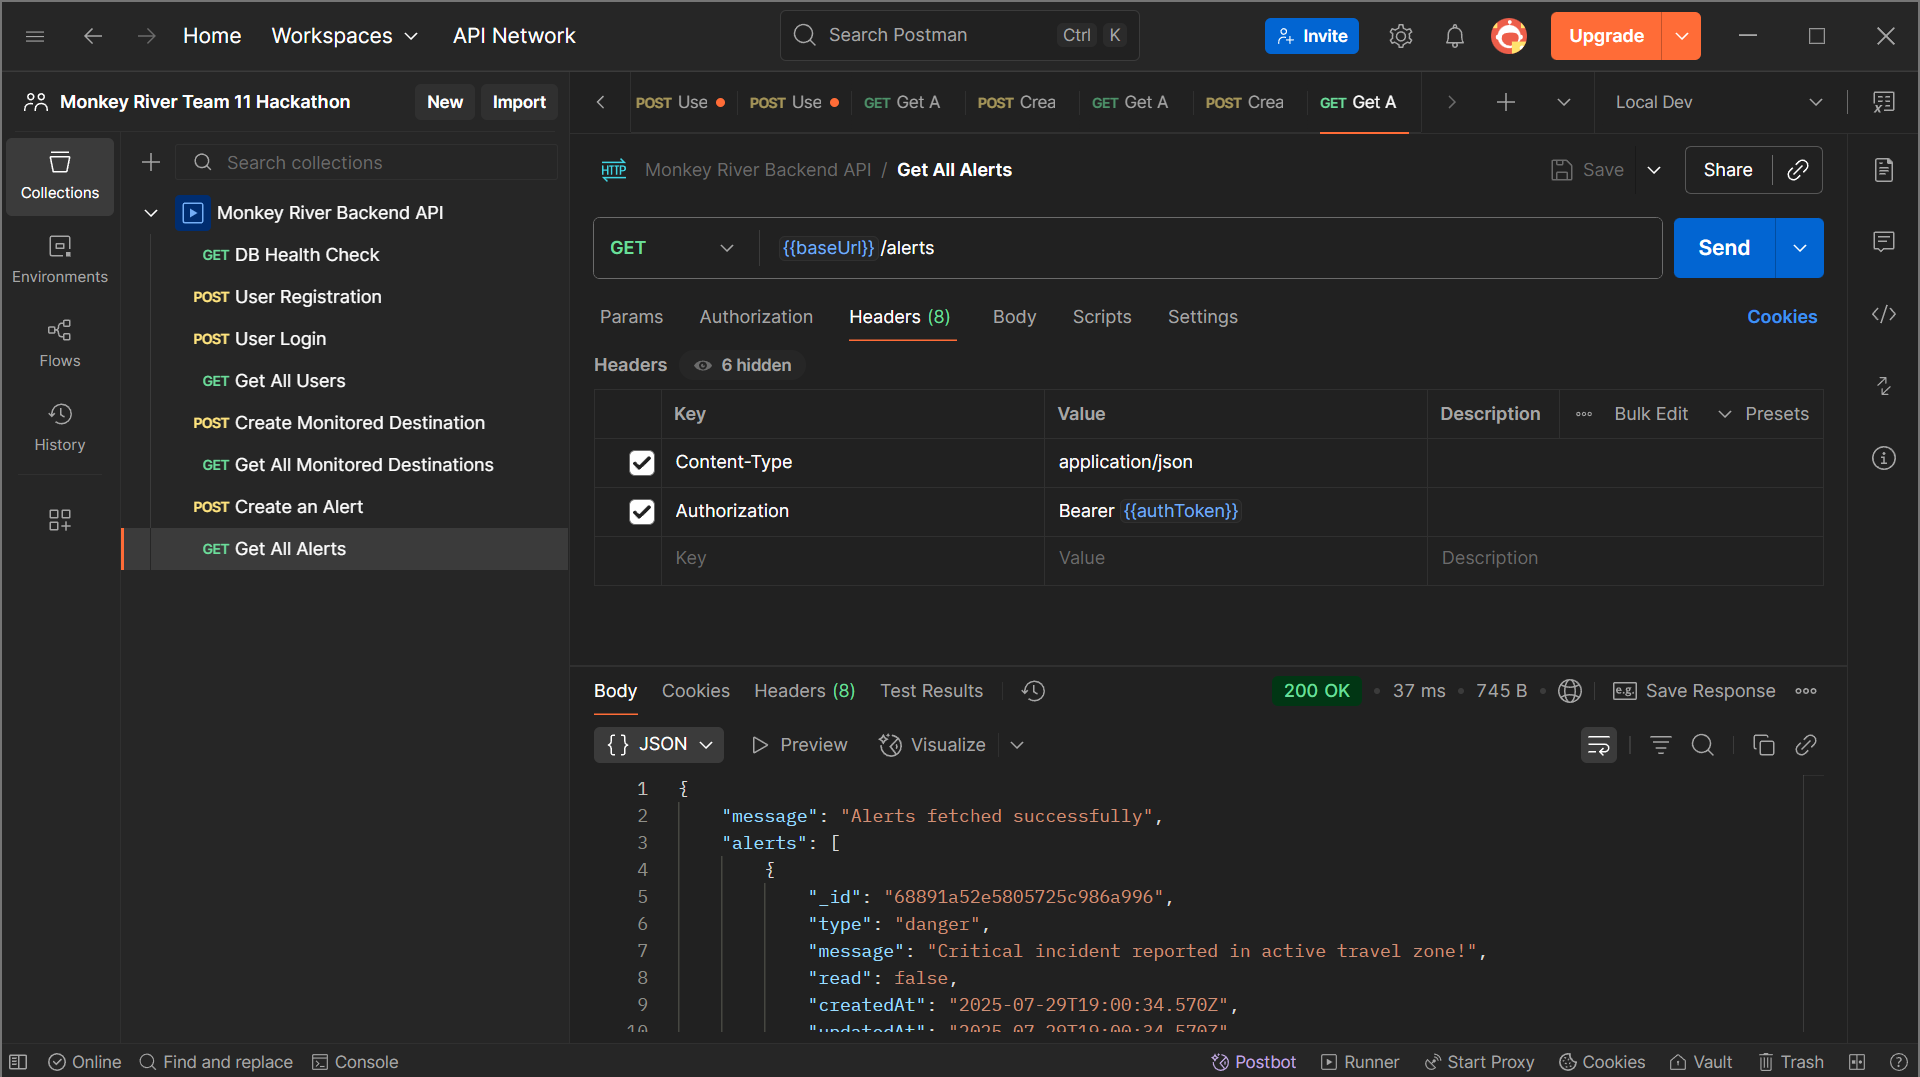 Home Workspaces API Network Search Postman Ctrl K Invite Upgrade
Monkey River Team 11 Hackathon New Import
POST Use POST Use GET Get A POST Crea GET Get A POST Crea GET Get A Local Dev
Collections
Environments
Flows
History
Search collections
Monkey River Backend API
GET DB Health Check
POST User Registration
POST User Login
GET Get All Users
POST Create Monitored Destination
GET Get All Monitored Destinations
POST Create an Alert
GET Get All Alerts
HTTP Monkey River Backend API / Get All Alerts Save Share
GET {{baseUrl}} /alerts Send
Params Authorization Headers (8) Body Scripts Settings Cookies
Headers 6 hidden
Key Value Description Bulk Edit Presets
Content-Type application/json
Authorization Bearer {{authToken}}
Key Value Description
Body Cookies Headers (8) Test Results 200 OK 37 ms 745 B e.g. Save Response
{} JSON Preview Visualize
1 {
2 "message": "Alerts fetched successfully",
3 "alerts": [
4 {
5 "_id": "68891a52e5805725c986a996",
6 "type": "danger",
7 "message": "Critical incident reported in active travel zone!",
8 "read": false,
9 "createdAt": "2025-07-29T19:00:34.570Z",
10 "updatedAt": "2025-07-29T19:00:34.570Z"
Online Find and replace Console Postbot Runner Start Proxy Cookies Vault Trash